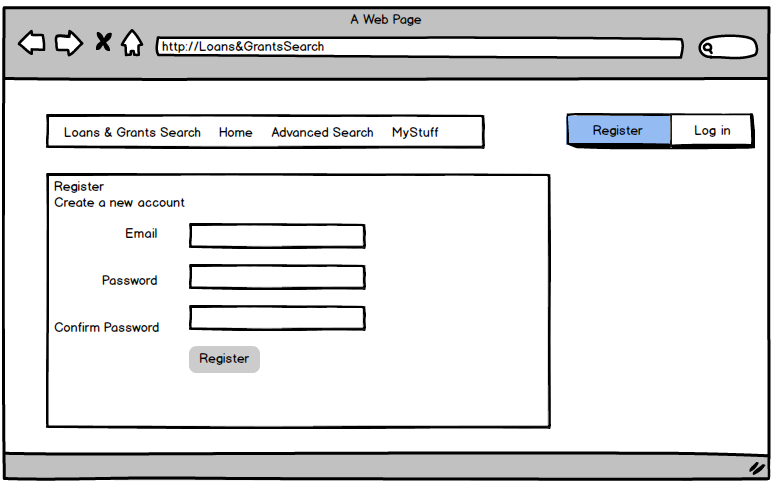 A Web Page
http://Loans&GrantsSearch
Loans & Grants Search Home Advanced Search MyStuff
Register Log in
Register
Create a new account
Email
Password
Confirm Password
Register